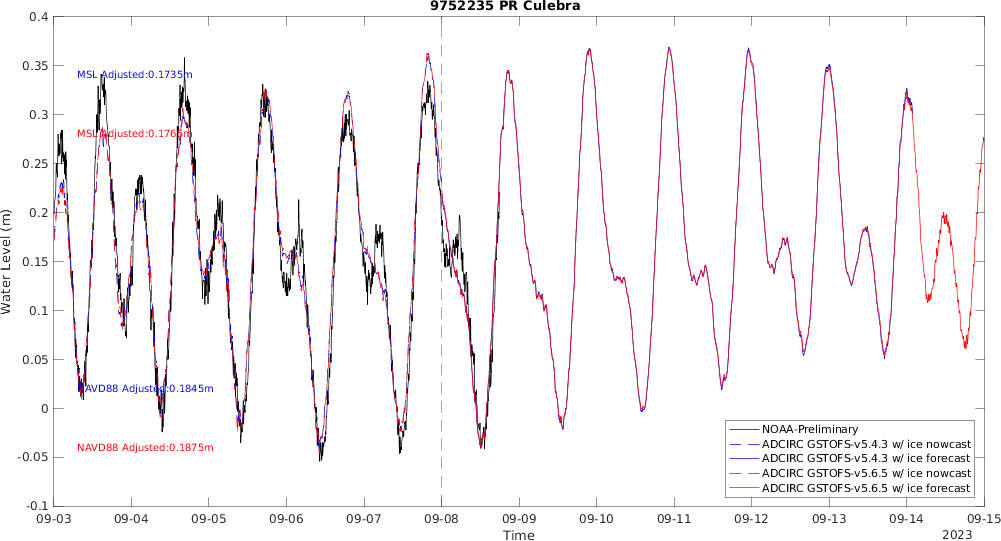 9752235 PR Culebra
0.4
0.35
0.3
0.25
0.2
0.15
0.1
0.05
0
-0.05
-0.1
Water Level (m)
MSL Adjusted:0.1735m
MSL Adjusted:0.1765m
NAVD88 Adjusted:0.1845m
NAVD88 Adjusted:0.1875m
NOAA-Preliminary
ADCIRC GSTOFS-v5.4.3 w/ ice nowcast
ADCIRC GSTOFS-v5.4.3 w/ ice forecast
ADCIRC GSTOFS-v5.6.5 w/ ice nowcast
ADCIRC GSTOFS-v5.6.5 w/ ice forecast
09-03 09-04 09-05 09-06 09-07 09-08 09-09 09-10 09-11 09-12 09-13 09-14 09-15
Time
2023